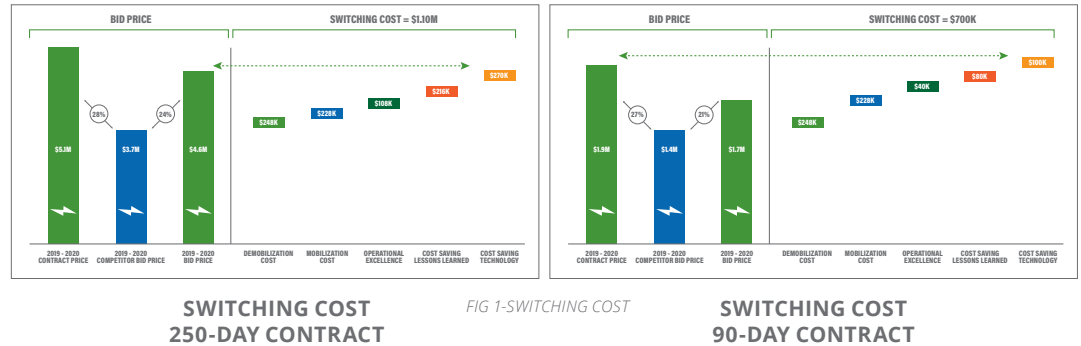 BID PRICE
SWITCHING COST = $1.10M
$5.1M
28%
$3.7M
24%
$4.6M
$248K
$228K
$108K
$216K
$270K
2019 - 2020
CONTRACT PRICE
2019 - 2020
COMPETITOR BID PRICE
2019 - 2020
BID PRICE
DEMOBILIZATION
COST
MOBILIZATION
COST
OPERATIONAL
EXCELLENCE
COST SAVING
LESSONS LEARNED
COST SAVING
TECHNOLOGY
BID PRICE
SWITCHING COST = $700K
$1.9M
27%
$1.4M
21%
$1.7M
$248K
$228K
$40K
$80K
$100K
2019 - 2020
CONTRACT PRICE
2019 - 2020
COMPETITOR BID PRICE
2019 - 2020
BID PRICE
DEMOBILIZATION
COST
MOBILIZATION
COST
OPERATIONAL
EXCELLENCE
COST SAVING
LESSONS LEARNED
COST SAVING
TECHNOLOGY
SWITCHING COST
250-DAY CONTRACT
FIG 1-SWITCHING COST
SWITCHING COST
90-DAY CONTRACT